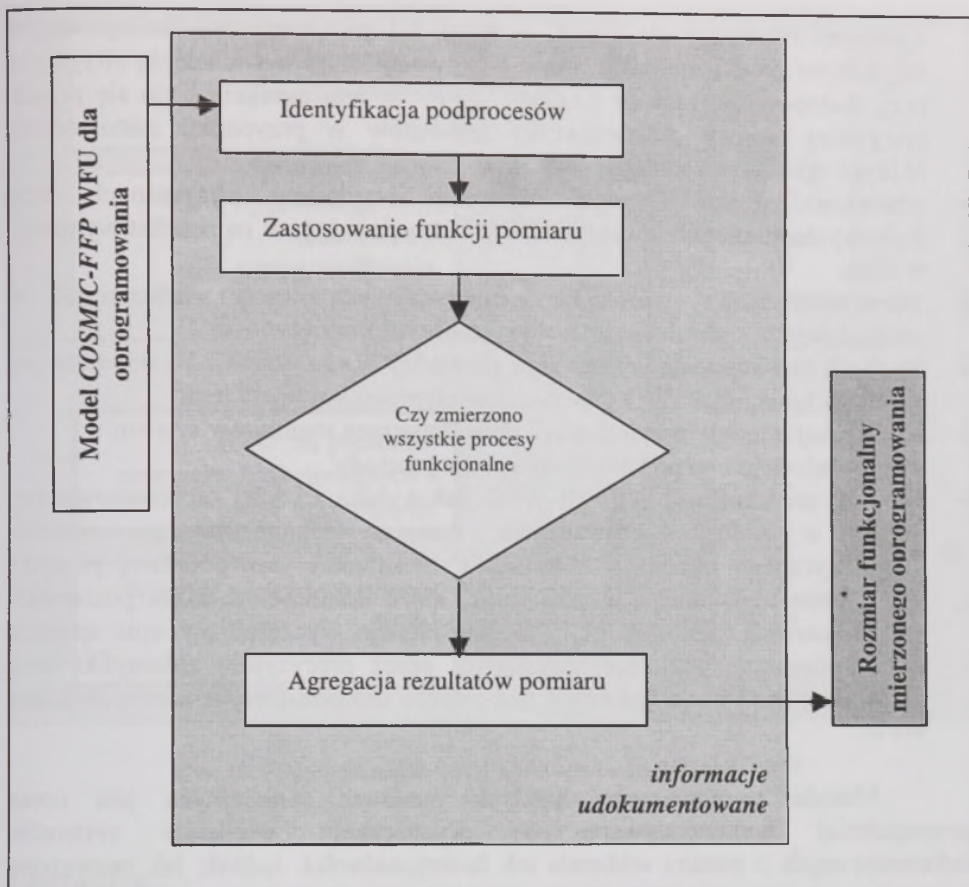 Model COSMIC-FFP WFU dla
oprogramowania
Identyfikacja podprocesów
Zastosowanie funkcji pomiaru
Czy zmierzono
wszystkie procesy
funkcjonalne
Agregacja rezultatów pomiaru
Rozmiar funkcjonalny
mierzonego oprogramowania
informacje
udokumentowane